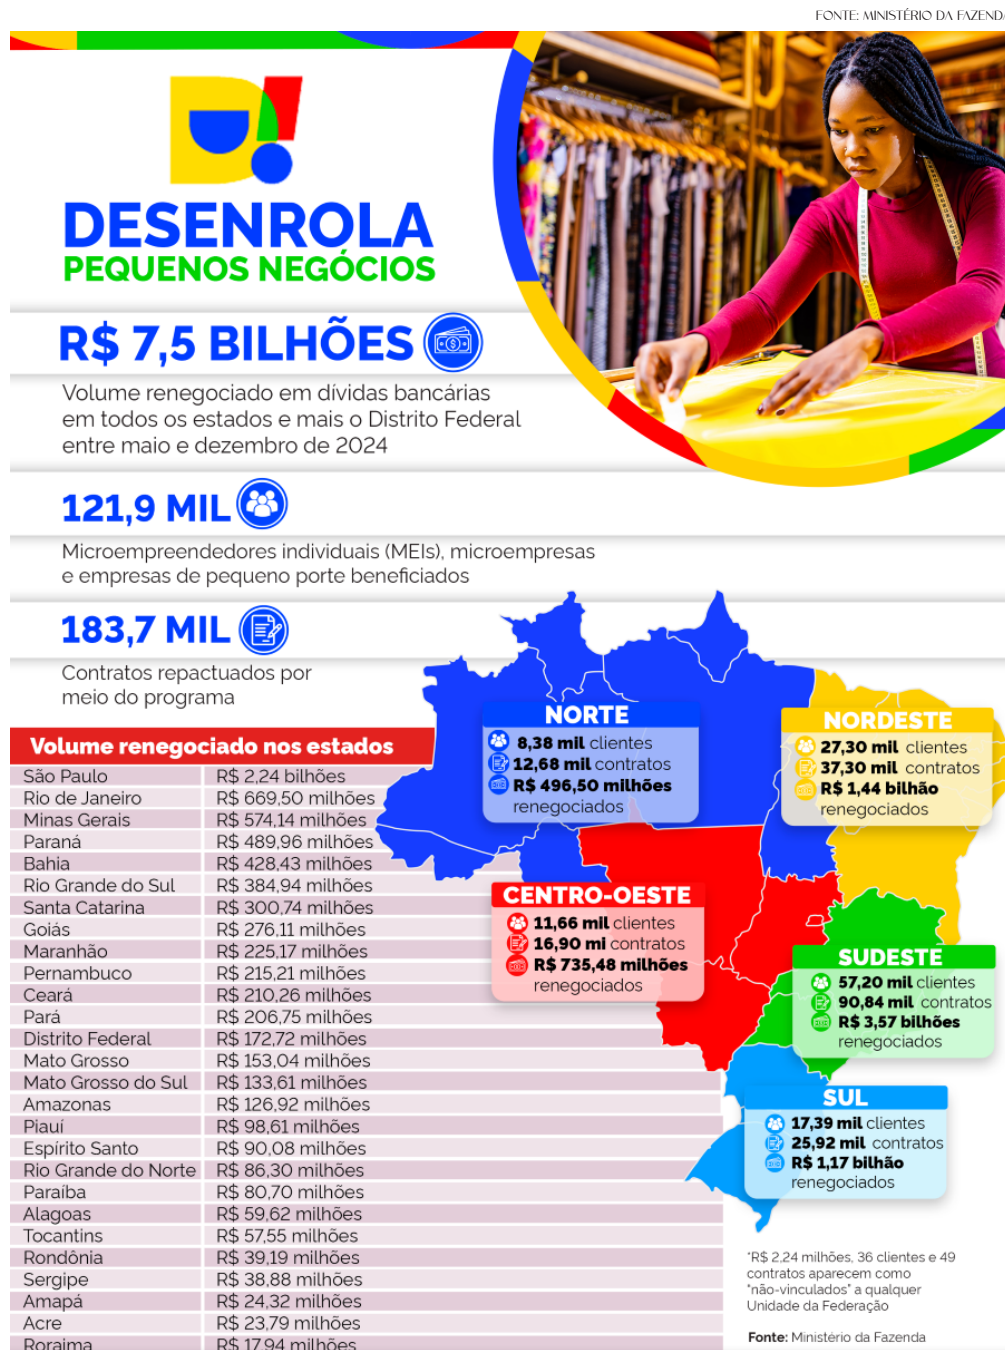 FONTE: MINISTÉRIO DA FAZENDA
DESENROLA
PEQUENOS NEGÓCIOS
R$ 7,5 BILHÕES
Volume renegociado em dívidas bancárias
em todos os estados e mais o Distrito Federal
entre maio e dezembro de 2024
121,9 MIL
Microempreendedores individuais (MEIs), microempresas
e empresas de pequeno porte beneficiados
183,7 MIL
Contratos repactuados por
meio do programa
Volume renegociado nos estados
São Paulo R$ 2,24 bilhões
Rio de Janeiro R$ 669,50 milhões
Minas Gerais R$ 574,14 milhões
Paraná R$ 489,96 milhões
Bahia R$ 428,43 milhões
Rio Grande do Sul R$ 384,94 milhões
Santa Catarina R$ 300,74 milhões
Goiás R$ 276,11 milhões
Maranhão R$ 225,17 milhões
Pernambuco R$ 215,21 milhões
Ceará R$ 210,26 milhões
Pará R$ 206,75 milhões
Distrito Federal R$ 172,72 milhões
Mato Grosso R$ 153,04 milhões
Mato Grosso do Sul R$ 133,61 milhões
Amazonas R$ 126,92 milhões
Piauí R$ 98,61 milhões
Espírito Santo R$ 90,08 milhões
Rio Grande do Norte R$ 86,30 milhões
Paraíba R$ 80,70 milhões
Alagoas R$ 59,62 milhões
Tocantins R$ 57,55 milhões
Rondônia R$ 39,19 milhões
Sergipe R$ 38,88 milhões
Amapá R$ 24,32 milhões
Acre R$ 23,79 milhões
Roraima R$ 17,94 milhões
NORTE
8,38 mil clientes
12,68 mil contratos
R$ 496,50 milhões
renegociados
NORDESTE
27,30 mil clientes
37,30 mil contratos
R$ 1,44 bilhão
renegociados
CENTRO-OESTE
11,66 mil clientes
16,90 mi contratos
R$ 735,48 milhões
renegociados
SUDESTE
57,20 mil clientes
90,84 mil contratos
R$ 3,57 bilhões
renegociados
SUL
17,39 mil clientes
25,92 mil contratos
R$ 1,17 bilhão
renegociados
*R$ 2,24 milhões, 36 clientes e 49
contratos aparecem como
"não-vinculados" a qualquer
Unidade da Federação
Fonte: Ministério da Fazenda